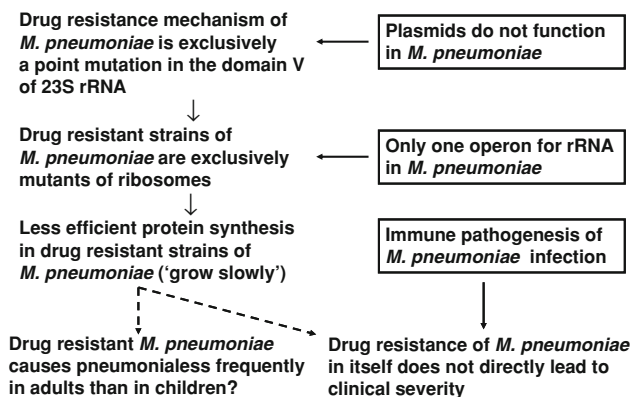 Drug resistance mechanism of
M. pneumoniae is exclusively
a point mutation in the domain V
of 23S rRNA
Plasmids do not function
in M. pneumoniae
Drug resistant strains of
M. pneumoniae are exclusively
mutants of ribosomes
Only one operon for rRNA
in M. pneumoniae
Less efficient protein synthesis
in drug resistant strains of
M. pneumoniae (‘grow slowly’)
Immune pathogenesis of
M. pneumoniae infection
Drug resistant M. pneumoniae
causes pneumonialess frequently
in adults than in children?
Drug resistance of M. pneumoniae
in itself does not directly lead to
clinical severity